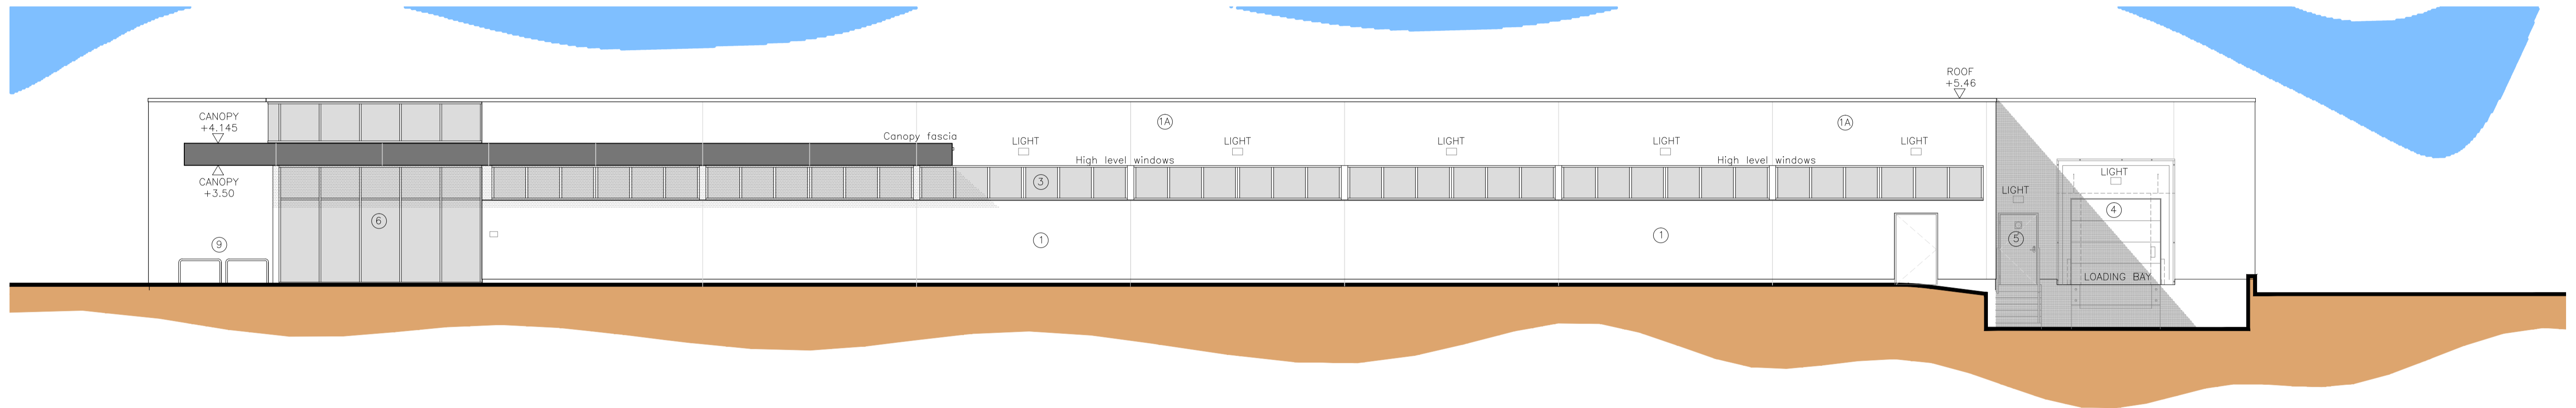 ROOF
+5.46
CANOPY
+4.145
1A
1A
Canopy fascia
LIGHT
LIGHT
LIGHT
LIGHT
LIGHT
High level windows
High level windows
CANOPY
+3.50
3
LIGHT
LIGHT
4
6
9
1
1
5
LOADING BAY